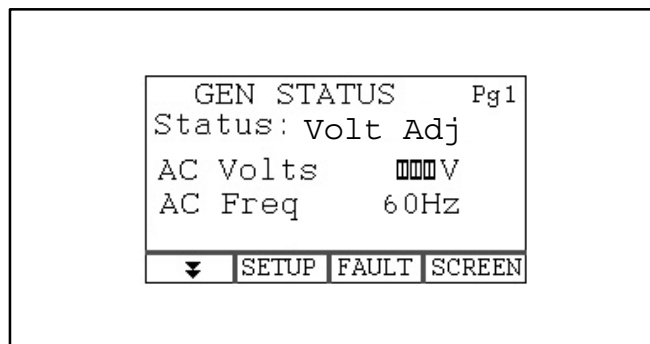 GEN STATUS Pg1
Status: Volt Adj
AC Volts V
AC Freq 60Hz
SETUP FAULT SCREEN